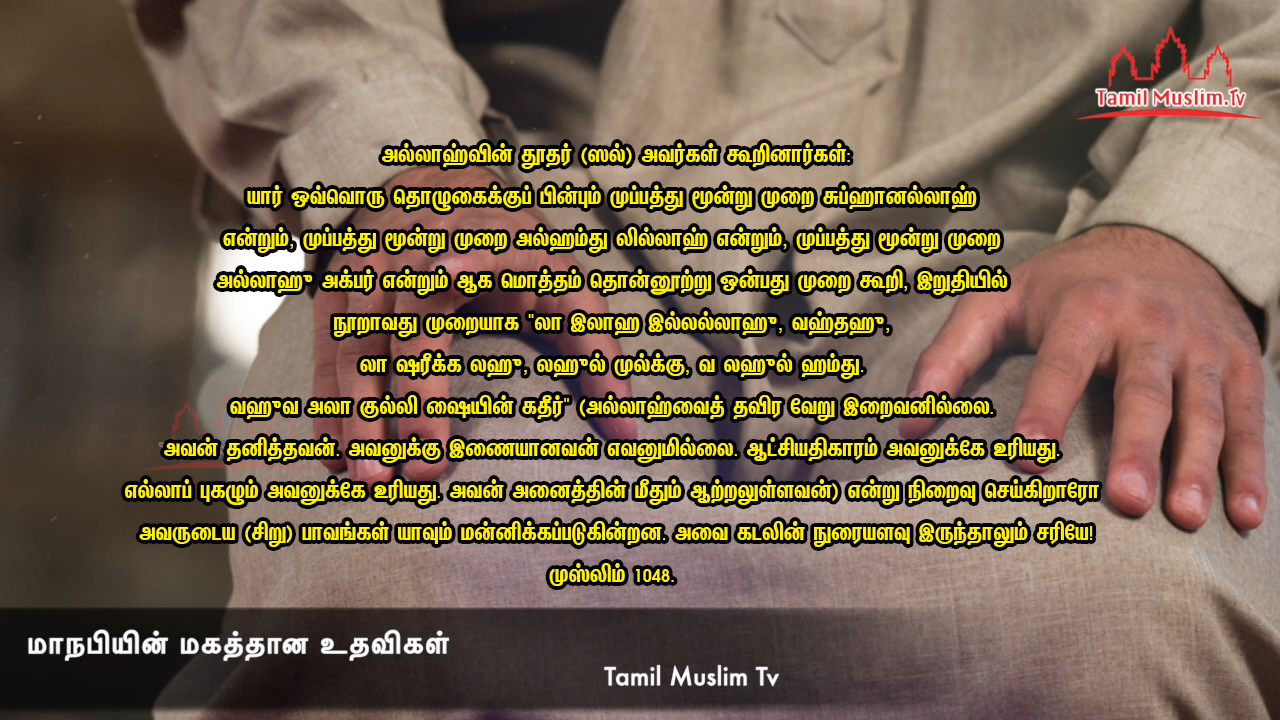 Tamil Muslim.Tv
அல்லாஹ்வின் தூதர் (ஸல்) அவர்கள் கூறினார்கள்:
யார் ஒவ்வொரு தொழுகைக்குப் பின்பும் முப்பத்து மூன்று முறை சுப்ஹானல்லாஹ்
என்றும், முப்பத்து மூன்று முறை அல்ஹம்து லில்லாஹ் என்றும், முப்பத்து மூன்று முறை
அல்லாஹு அக்பர் என்றும் ஆக மொத்தம் தொன்னூற்று ஒன்பது முறை கூறி, இறுதியில்
நூறாவது முறையாக "லா இலாஹ இல்லல்லாஹு, வஹ்தஹு,
லா ஷரீக்க லஹு, லஹுல் முல்க்கு, வ லஹுல் ஹம்து.
வஹுவ அலா குல்லி ஷையின் கதீர்" (அல்லாஹ்வைத் தவிர வேறு இறைவனில்லை.
அவன் தனித்தவன். அவனுக்கு இணையானவன் எவனுமில்லை. ஆட்சியதிகாரம் அவனுக்கே உரியது.
எல்லாப் புகழும் அவனுக்கே உரியது. அவன் அனைத்தின் மீதும் ஆற்றலுள்ளவன்) என்று நிறைவு செய்கிறாரோ
அவருடைய (சிறு) பாவங்கள் யாவும் மன்னிக்கப்படுகின்றன. அவை கடலின் நுரையளவு இருந்தாலும் சரியே!
முஸ்லிம் 1048.
மாநபியின் மகத்தான உதவிகள்
Tamil Muslim Tv